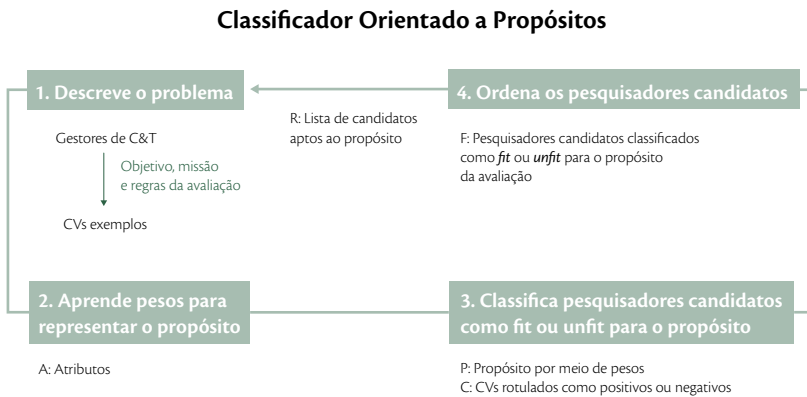 Classificador Orientado a Propósitos
1. Descreve o problema
Gestores de C&T
Objetivo, missão
e regras da avaliação
CVs exemplos
R: Lista de candidatos
aptos ao propósito
4. Ordena os pesquisadores candidatos
F: Pesquisadores candidatos classificados
como fit ou unfit para o propósito
da avaliação
2. Aprende pesos para
representar o propósito
A: Atributos
3. Classifica pesquisadores candidatos
como fit ou unfit para o propósito
P: Propósito por meio de pesos
C: CVs rotulados como positivos ou negativos